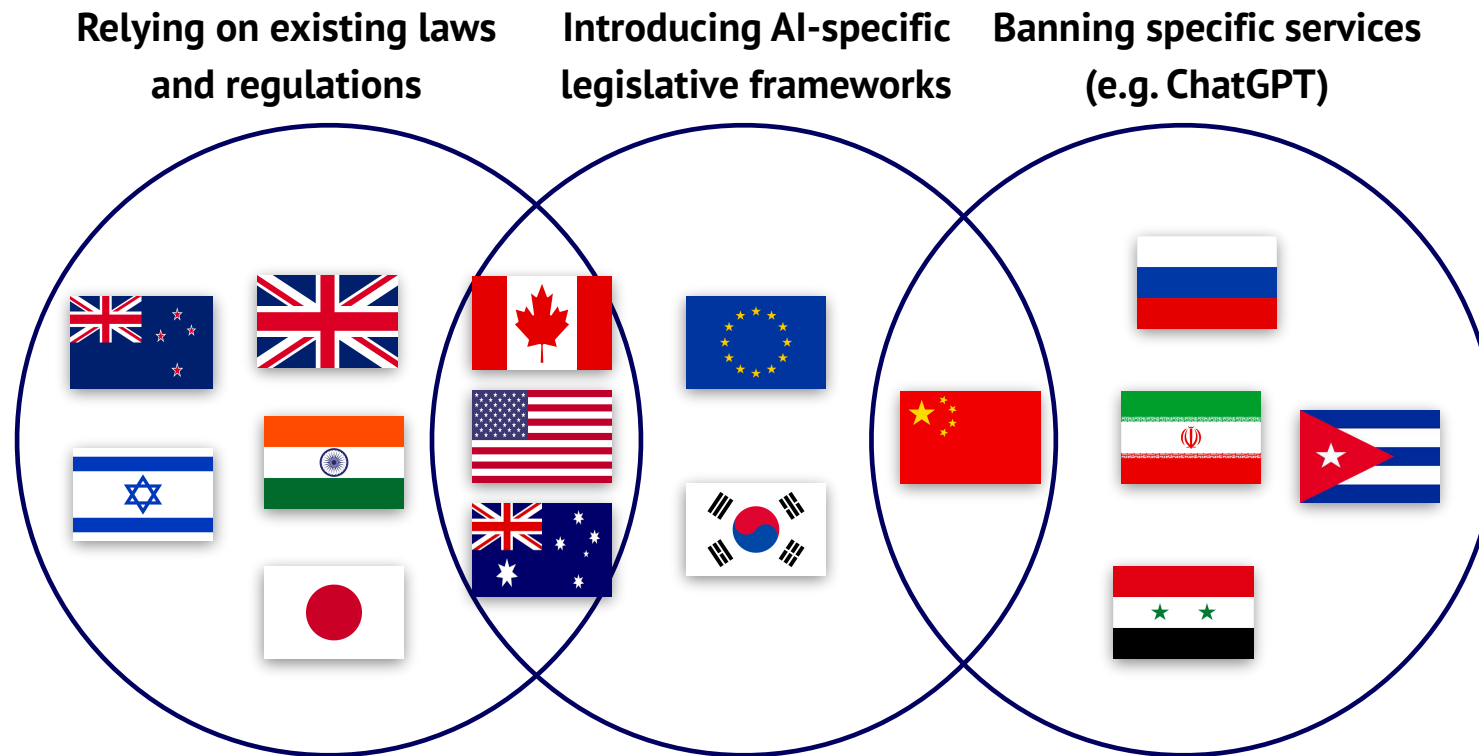 Relying on existing laws
and regulations
Introducing AI-specific
legislative frameworks
Banning specific services
(e.g. ChatGPT)